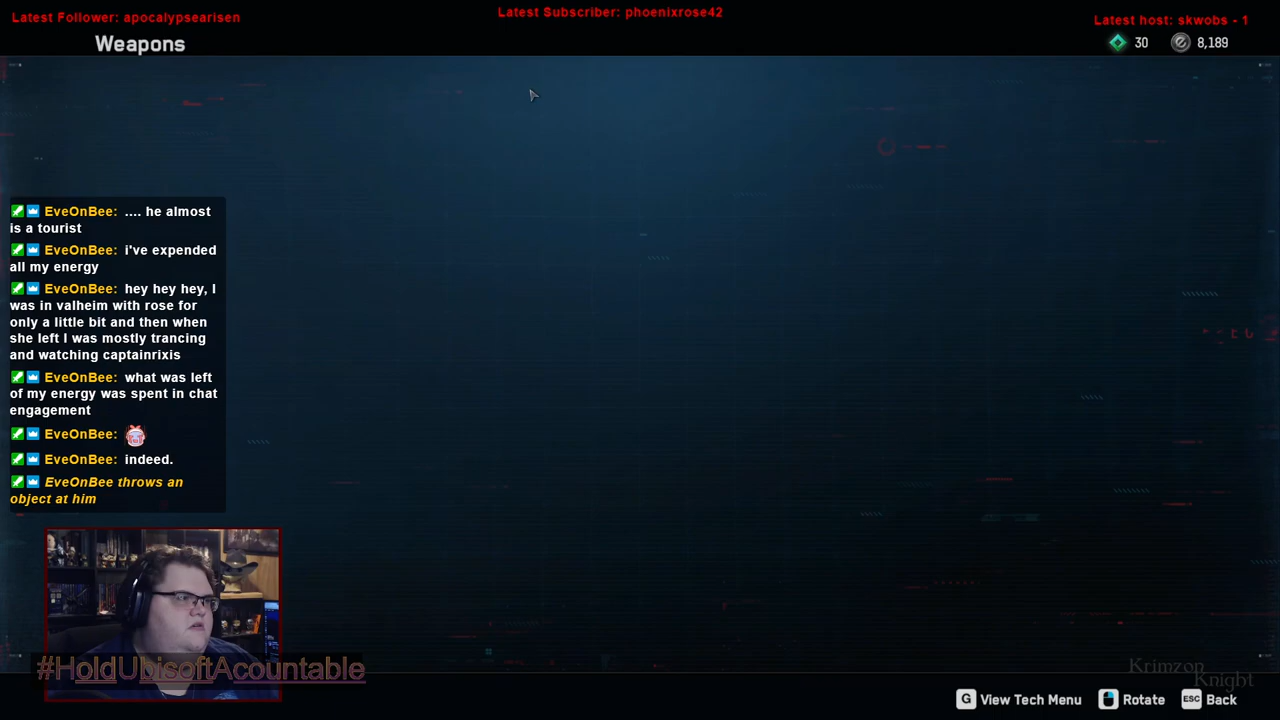 Latest Follower: apocalypsearisen
Latest Subscriber: phoenixrose42
Latest host: skwobs - 1
Weapons
30
8,189
EveOnBee: .... he almost
is a tourist
EveOnBee: i've expended
all my energy
EveOnBee: hey hey hey, I
was in valheim with rose for
only a little bit and then when
she left I was mostly trancing
and watching captainrixis
EveOnBee: what was left
of my energy was spent in chat
engagement
EveOnBee:
EveOnBee: indeed.
EveOnBee throws an
object at him
#HoldUbisoftAcountable
Krimzon
Knight
G View Tech Menu
Rotate
ESC Back